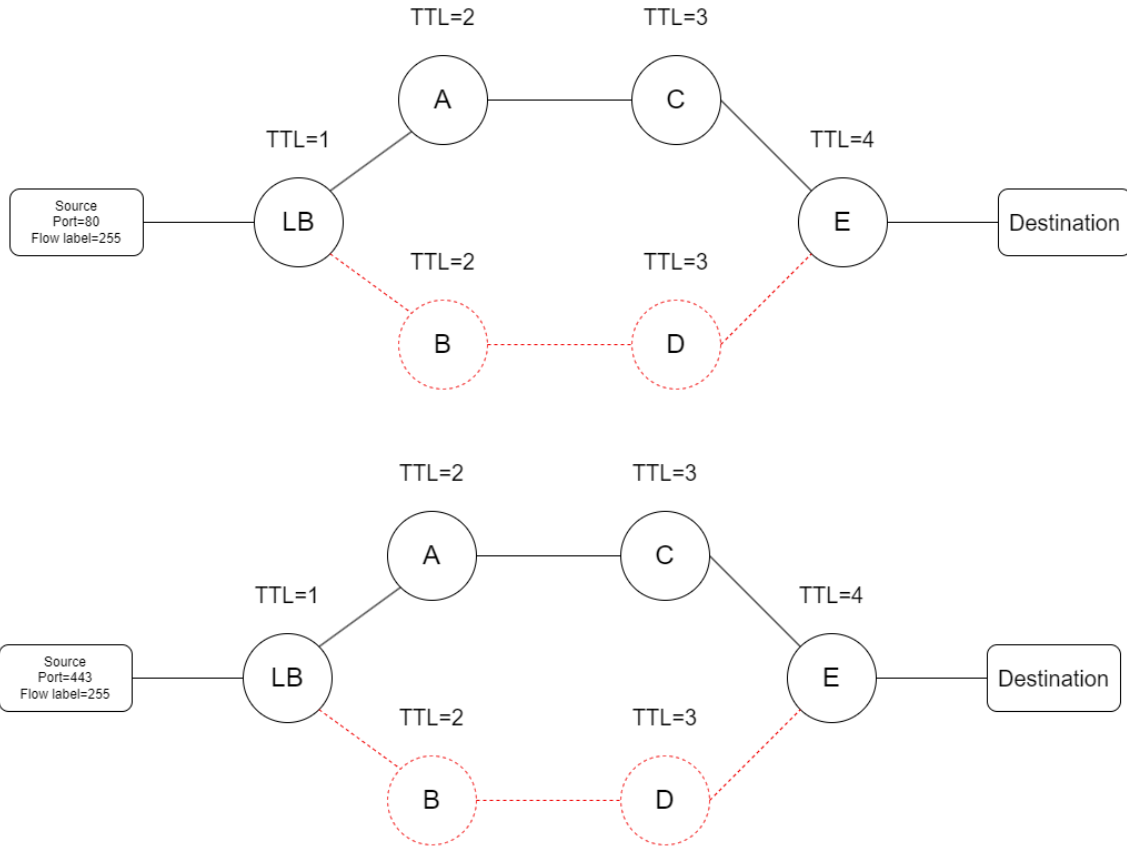 TTL=2
TTL=3
A
C
TTL=1
TTL=4
Source
Port=80
Flow label=255
LB
E
Destination
TTL=2
TTL=3
B
D
TTL=2
TTL=3
A
C
TTL=1
TTL=4
Source
Port=443
Flow label=255
LB
E
Destination
TTL=2
TTL=3
B
D